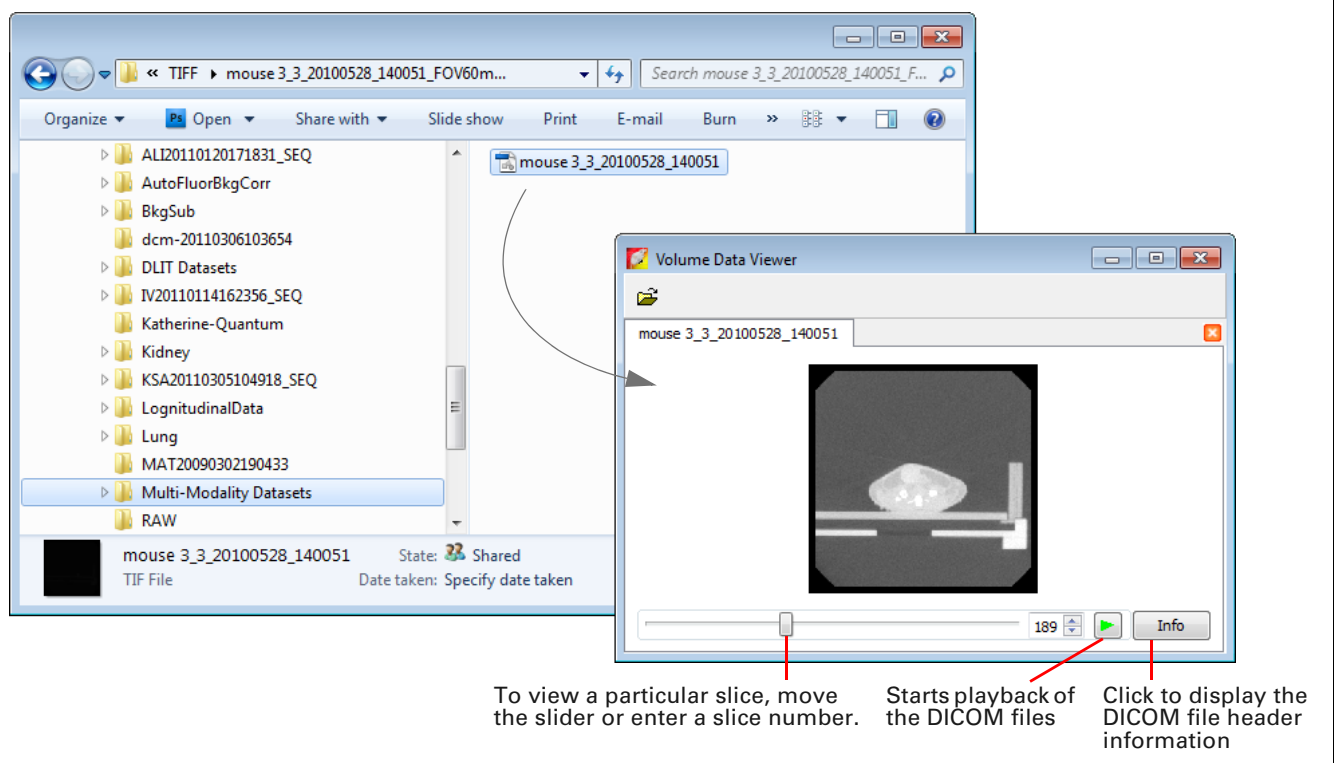 « TIFF ▸ mouse 3_3_20100528_140051_FOV60m...
Search mouse 3_3_20100528_140051_F...
Organize Ps Open Share with Slide show Print E-mail Burn »
ALI20110120171831_SEQ
AutoFluorBkgCorr
BkgSub
dcm-20110306103654
DLIT Datasets
IV20110114162356_SEQ
Katherine-Quantum
Kidney
KSA20110305104918_SEQ
LognitudinalData
Lung
MAT20090302190433
Multi-Modality Datasets
RAW
mouse 3_3_20100528_140051
mouse 3_3_20100528_140051 State: Shared
TIF File Date taken: Specify date taken
Volume Data Viewer
mouse 3_3_20100528_140051
189 Info
To view a particular slice, move
the slider or enter a slice number.
Starts playback of
the DICOM files
Click to display the
DICOM file header
information